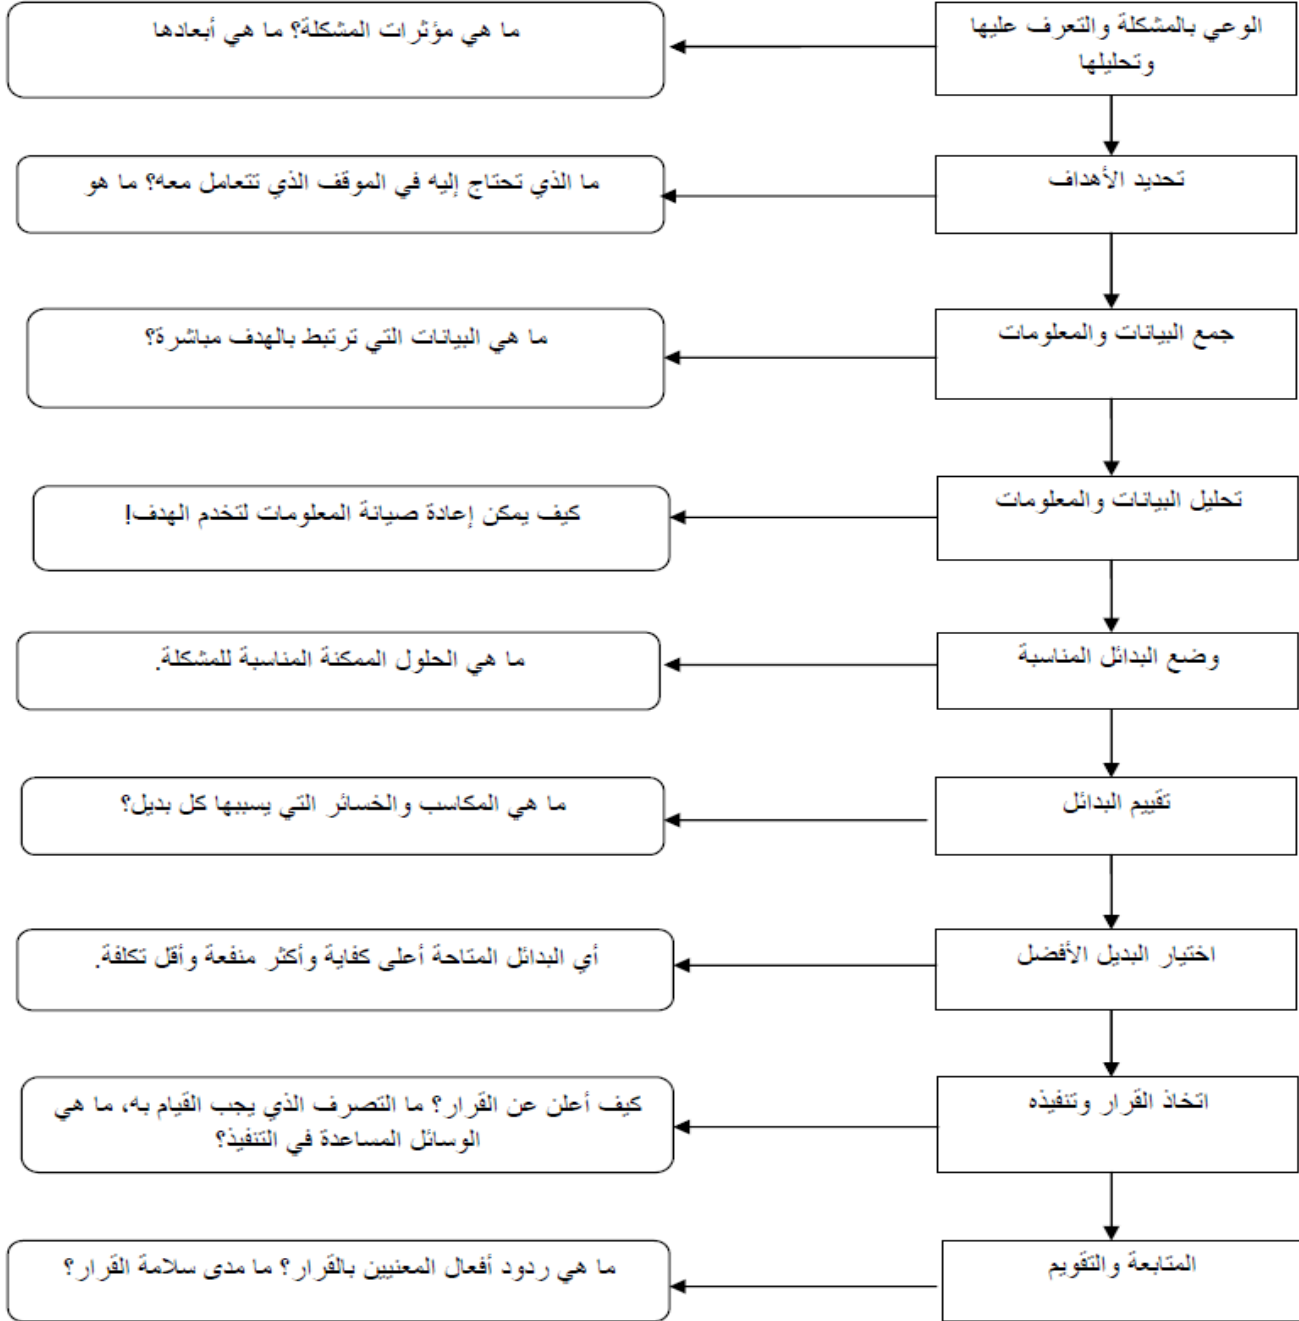 الوعي بالمشكلة والتعرف عليها
وتحليلها
ما هي مؤثرات المشكلة؟ ما هي أبعادها
تحديد الأهداف
ما الذي تحتاج إليه في الموقف الذي تتعامل معه؟ ما هو
جمع البيانات والمعلومات
ما هي البيانات التي ترتبط بالهدف مباشرة؟
تحليل البيانات والمعلومات
كيف يمكن إعادة صيانة المعلومات لتخدم الهدف!
وضع البدائل المناسبة
ما هي الحلول الممكنة المناسبة للمشكلة.
تقييم البدائل
ما هي المكاسب والخسائر التي يسببها كل بديل؟
اختيار البديل الأفضل
أي البدائل المتاحة أعلى كفاية وأكثر منفعة وأقل تكلفة.
اتخاذ القرار وتنفيذه
كيف أعلن عن القرار؟ ما التصرف الذي يجب القيام به، ما هي
الوسائل المساعدة في التنفيذ؟
المتابعة والتقويم
ما هي ردود أفعال المعنيين بالقرار؟ ما مدى سلامة القرار؟